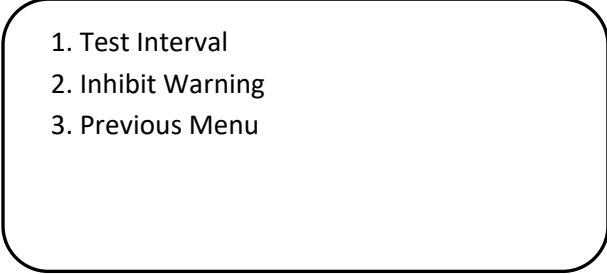 1. Test Interval
2. Inhibit Warning
3. Previous Menu